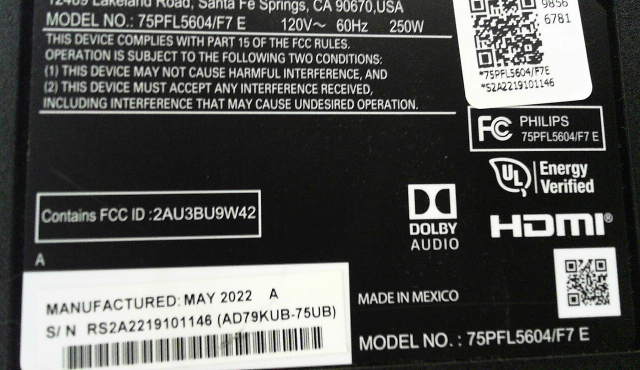 12489 Lakeland Road, Santa Fe Springs, CA 90670,USA
MODEL NO.: 75PFL5604/F7 E 120V～ 60Hz 250W
THIS DEVICE COMPLIES WITH PART 15 OF THE FCC RULES.
OPERATION IS SUBJECT TO THE FOLLOWING TWO CONDITIONS:
(1) THIS DEVICE MAY NOT CAUSE HARMFUL INTERFERENCE, AND
(2) THIS DEVICE MUST ACCEPT ANY INTERFERENCE RECEIVED,
INCLUDING INTERFERENCE THAT MAY CAUSE UNDESIRED OPERATION.
9856
6781
*75PFL5604/F7E
*S2A2219101146
FC PHILIPS
75PFL5604/F7 E
UL Energy
Verified
Contains FCC ID :2AU3BU9W42
DOLBY
AUDIO
HDMI®
A
MANUFACTURED: MAY 2022 A
S/N RS2A2219101146 (AD79KUB-75UB)
MADE IN MEXICO
MODEL NO. : 75PFL5604/F7 E